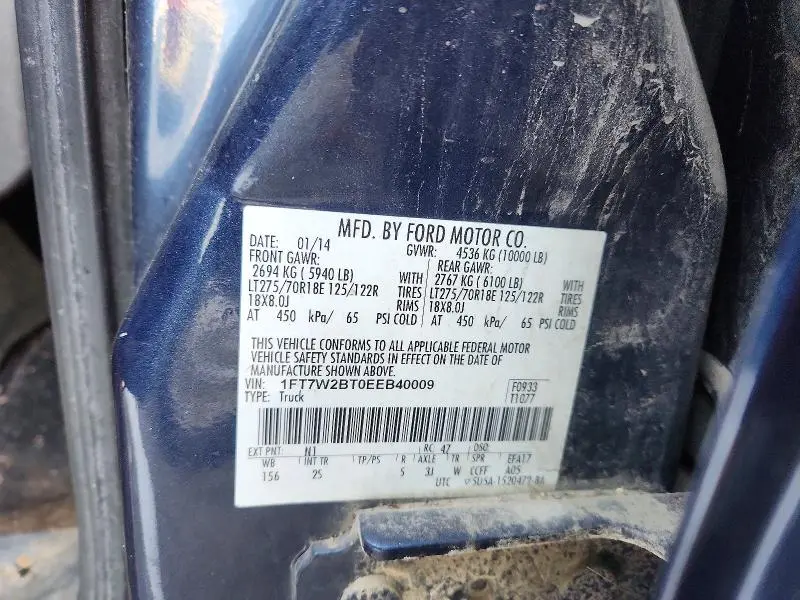 MFD. BY FORD MOTOR CO.
DATE: 01/14 GVWR: 4536 KG (10000 LB)
FRONT GAWR: REAR GAWR:
2694 KG ( 5940 LB) WITH 2767 KG ( 6100 LB) WITH
LT275/70R18E 125/122R TIRES LT275/70R18E 125/122R TIRES
18X8.0J RIMS 18X8.0J RIMS
AT 450 kPa/ 65 PSI COLD AT 450 kPa/ 65 PSI COLD
THIS VEHICLE CONFORMS TO ALL APPLICABLE FEDERAL MOTOR
VEHICLE SAFETY STANDARDS IN EFFECT ON THE DATE OF
MANUFACTURE SHOWN ABOVE.
VIN: 1FT7W2BT0EEB40009 F0933
TYPE: Truck T1077
EXT PNT: N1 RC: 47 DSO:
WB INT TR TP/PS R AXLE TR SPR EFA17
156 2S 5 3J W CCFF A05
UTC 5U5A-1520472-BA